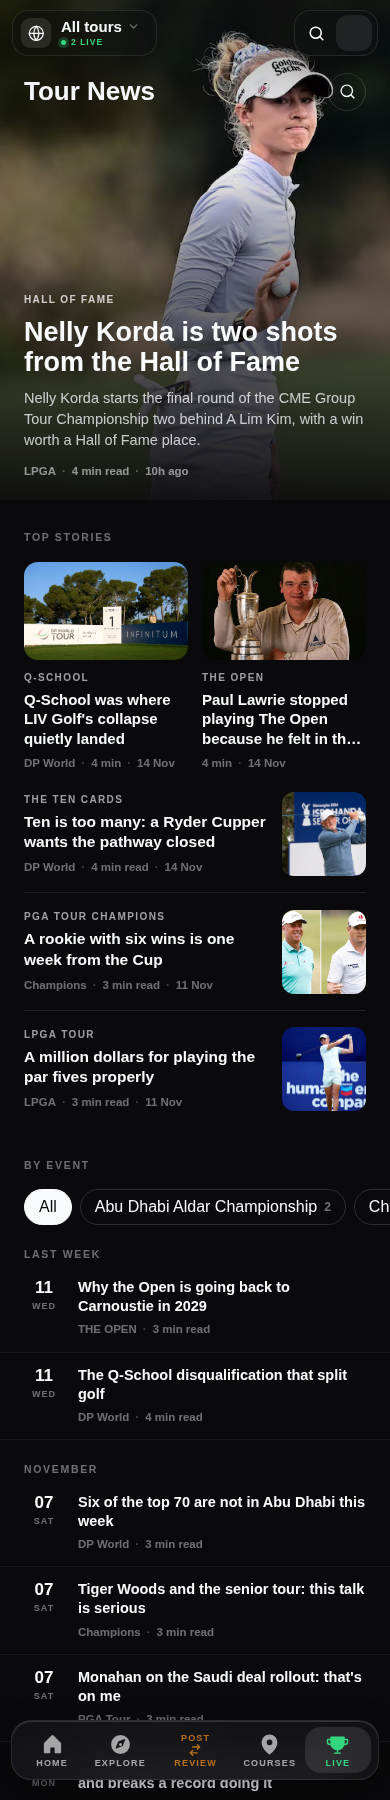 All tours
2 LIVE
Goldman
Sachs
Tour News
HALL OF FAME
Nelly Korda is two shots
from the Hall of Fame
Nelly Korda starts the final round of the CME Group
Tour Championship two behind A Lim Kim, with a win
worth a Hall of Fame place.
LPGA · 4 min read · 10h ago
TOP STORIES
TOUR
1
INFINITUM
Q-SCHOOL
Q-School was where
LIV Golf's collapse
quietly landed
DP World · 4 min · 14 Nov
THE OPEN
Paul Lawrie stopped
playing The Open
because he felt in th…
4 min · 14 Nov
THE TEN CARDS
Ten is too many: a Ryder Cupper
wants the pathway closed
DP World · 4 min read · 14 Nov
PGA TOUR CHAMPIONS
A rookie with six wins is one
week from the Cup
Champions · 3 min read · 11 Nov
LPGA TOUR
A million dollars for playing the
par fives properly
LPGA · 3 min read · 11 Nov
BY EVENT
All
Abu Dhabi Aldar Championship 2
Ch
LAST WEEK
11
WED
Why the Open is going back to
Carnoustie in 2029
THE OPEN · 3 min read
11
WED
The Q-School disqualification that split
golf
DP World · 4 min read
NOVEMBER
07
SAT
Six of the top 70 are not in Abu Dhabi this
week
DP World · 3 min read
07
SAT
Tiger Woods and the senior tour: this talk
is serious
Champions · 3 min read
07
SAT
Monahan on the Saudi deal rollout: that's
on me
PGA Tour · 3 min read
MON
and breaks a record doing it
HOME
EXPLORE
POST
REVIEW
COURSES
LIVE